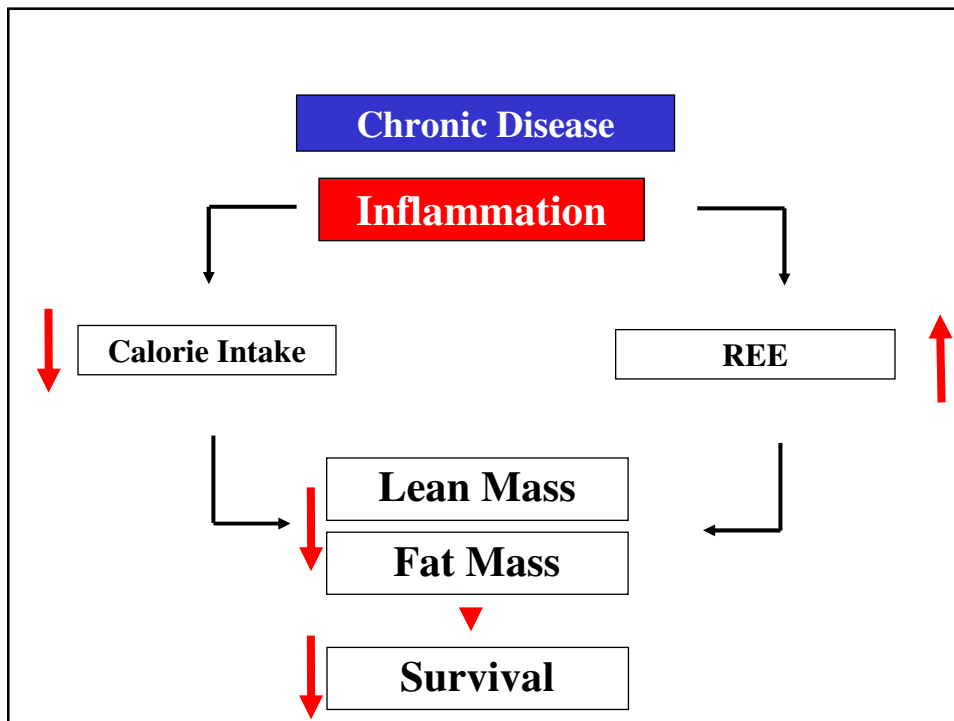 Chronic Disease
Inflammation
Calorie Intake
REE
Lean Mass
Fat Mass
Survival